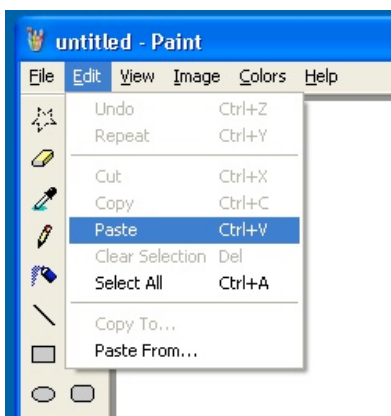 untitled - Paint
File Edit View Image Colors Help
Undo Ctrl+Z
Repeat Ctrl+Y
Cut Ctrl+X
Copy Ctrl+C
Paste Ctrl+V
Clear Selection Del
Select All Ctrl+A
Copy To...
Paste From...